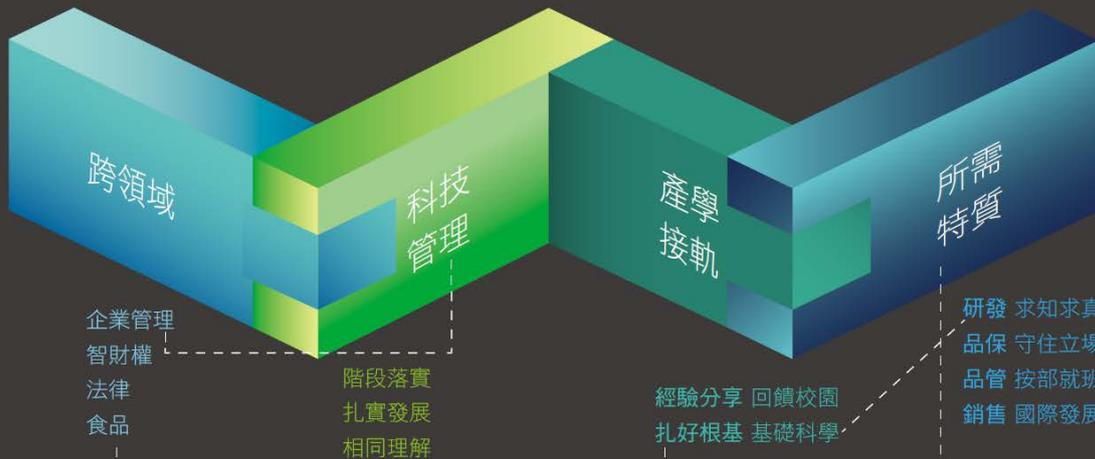 跨領域
科技
管理
產學
接軌
所需
特質
企業管理
智財權
法律
食品
階段落實
扎實發展
相同理解
經驗分享 回饋校園
扎好根基 基礎科學
研發 求知求真
品保 守住立場
品管 按部就班
銷售 國際發展